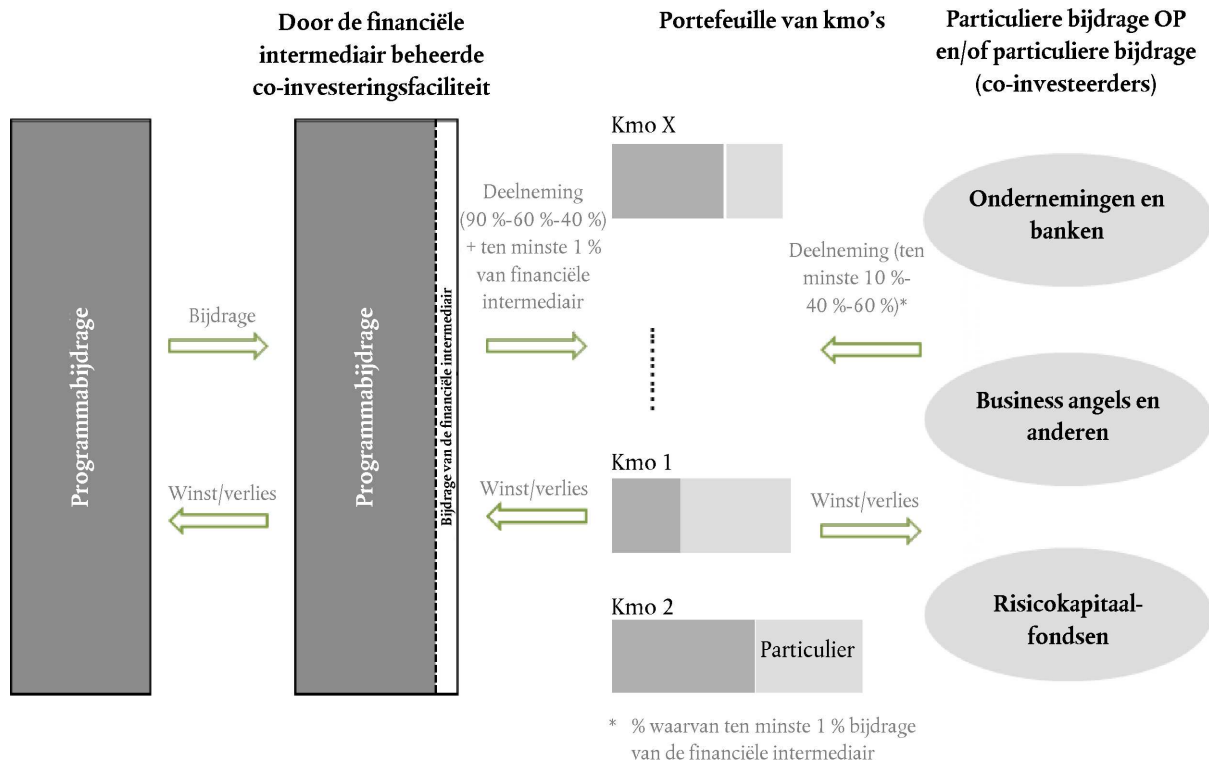 Door de financiële
intermediair beheerde
co-investeringsfaciliteit
Portefeuille van kmo's
Particuliere bijdrage OP
en/of particuliere bijdrage
(co-investeerders)
Programmabijdrage
Bijdrage
Winst/verlies
Programmabijdrage
Bijdrage van de financiële intermediair
Deelneming
(90 %-60 %-40 %)
+ ten minste 1 %
van financiële
intermediair
Winst/verlies
Kmo X
Kmo 1
Kmo 2
Particulier
Deelneming (ten
minste 10 %-
40 %-60 %)*
Winst/verlies
Ondernemingen en
banken
Business angels en
anderen
Risicokapitaal-
fondsen
* % waarvan ten minste 1 % bijdrage
van de financiële intermediair